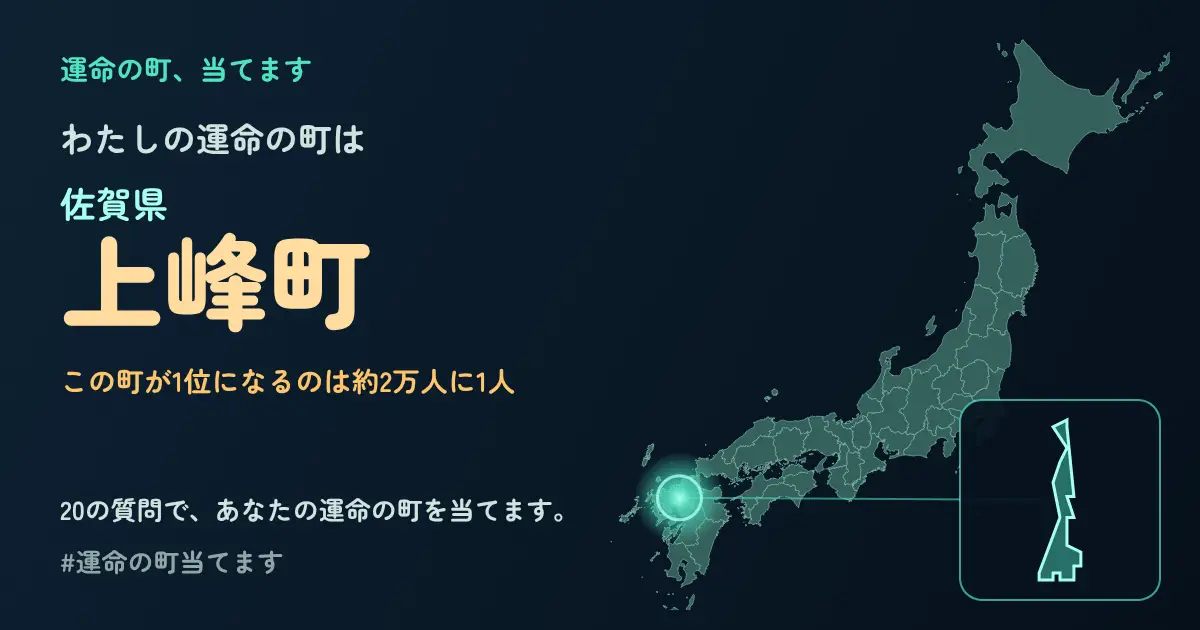 運命の町、当てます
わたしの運命の町は
佐賀県
上峰町
この町が1位になるのは約2万人に1人
20の質問で、あなたの運命の町を当てます。
#運命の町当てます